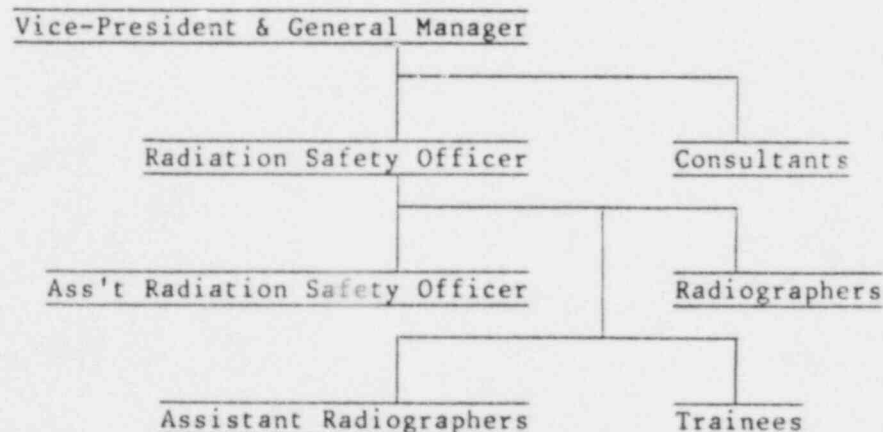 Vice-President & General Manager
Radiation Safety Officer
Consultants
Ass't Radiation Safety Officer
Radiographers
Assistant Radiographers
Trainees